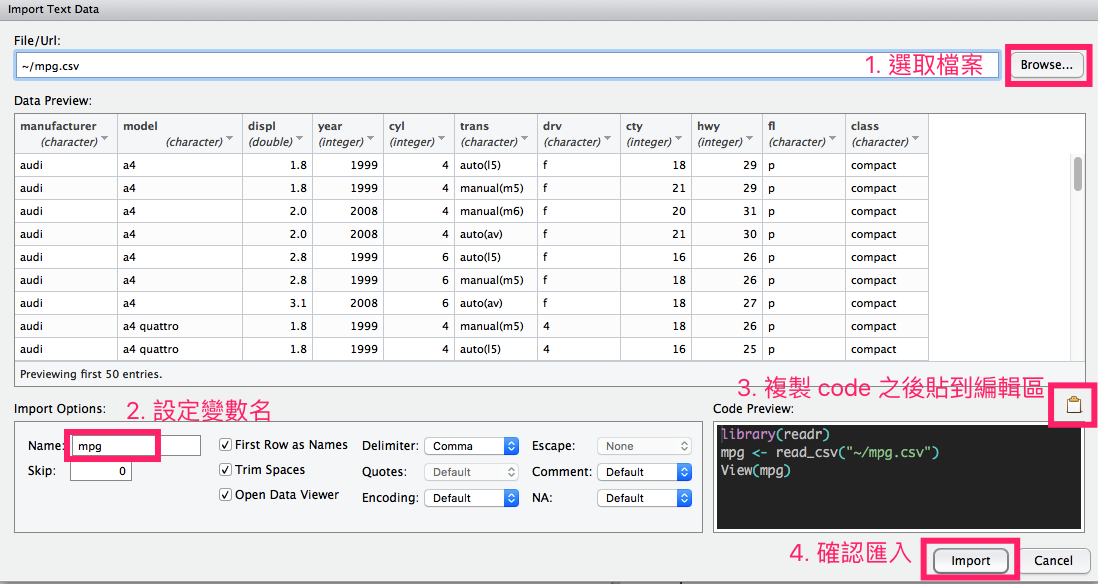 Import Text Data
File/Url:
~/mpg.csv
1. 選取檔案
Browse...
Data Preview:
manufacturer model displ year cyl trans drv cty hwy fl class
(character) (character) (double) (integer) (integer) (character) (character) (integer) (integer) (character) (character)
audi a4 1.8 1999 4 auto(l5) f 18 29 p compact
audi a4 1.8 1999 4 manual(m5) f 21 29 p compact
audi a4 2.0 2008 4 manual(m6) f 20 31 p compact
audi a4 2.0 2008 4 auto(av) f 21 30 p compact
audi a4 2.8 1999 6 auto(l5) f 16 26 p compact
audi a4 2.8 1999 6 manual(m5) f 18 26 p compact
audi a4 3.1 2008 6 auto(av) f 18 27 p compact
audi a4 quattro 1.8 1999 4 manual(m5) 4 18 26 p compact
audi a4 quattro 1.8 1999 4 auto(l5) 4 16 25 p compact
Previewing first 50 entries.
3. 複製 code 之後貼到編輯區
Import Options:
2. 設定變數名
Code Preview:
Name: mpg
First Row as Names
Delimiter: Comma
Escape: None
Skip: 0
Trim Spaces
Quotes: Default
Comment: Default
Open Data Viewer
Encoding: Default
NA: Default
library(readr)
mpg <- read_csv("~/mpg.csv")
View(mpg)
4. 確認匯入
Import
Cancel